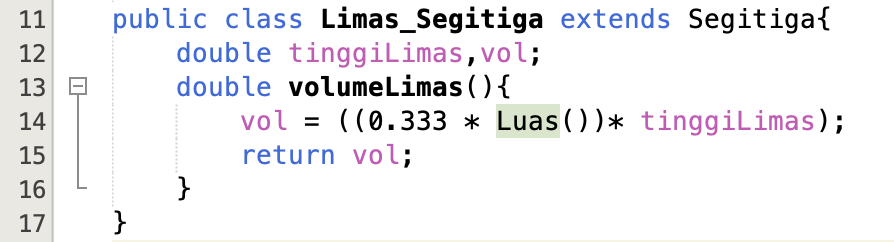 11 public class Limas_Segitiga extends Segitiga{
12     double tinggiLimas,vol;
13     double volumeLimas(){
14         vol = ((0.333 * Luas())* tinggiLimas);
15         return vol;
16     }
17 }